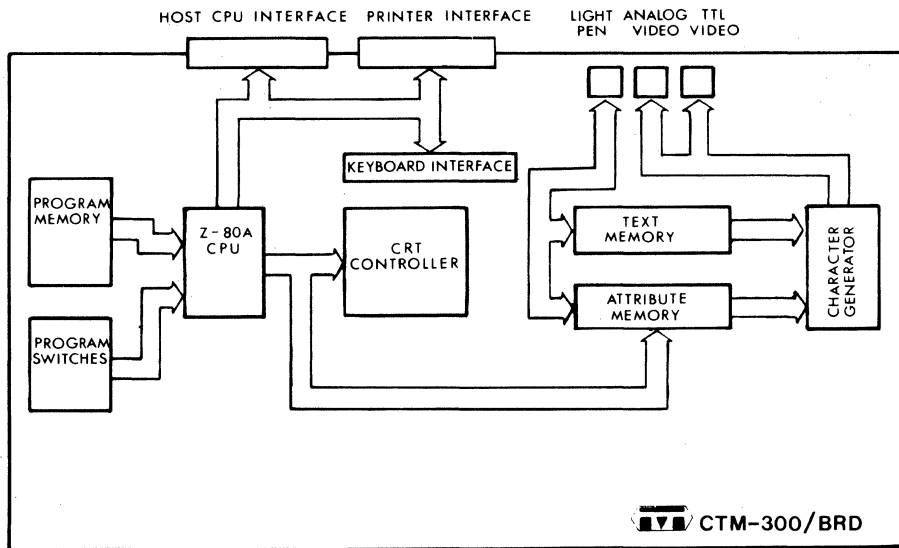 HOST CPU INTERFACE PRINTER INTERFACE
LIGHT ANALOG TTL
PEN VIDEO VIDEO
KEYBOARD INTERFACE
PROGRAM
MEMORY
Z-80A
CPU
CRT
CONTROLLER
TEXT
MEMORY
ATTRIBUTE
MEMORY
CHARACTER
GENERATOR
PROGRAM
SWITCHES
CTM-300/BRD